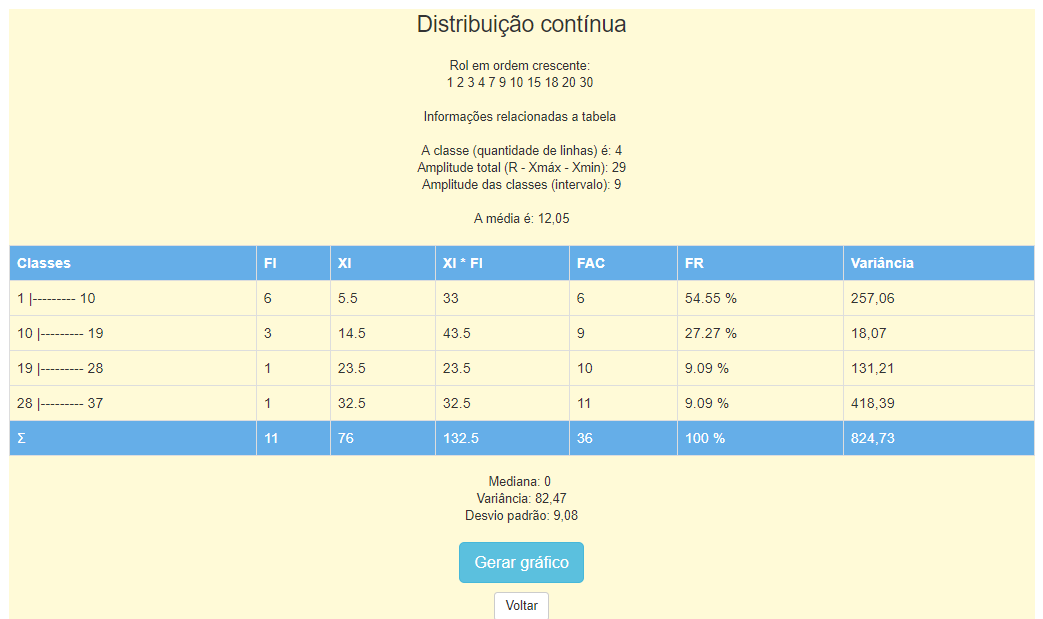 Distribuição contínua
Rol em ordem crescente:
1 2 3 4 7 9 10 15 18 20 30
Informações relacionadas a tabela
A classe (quantidade de linhas) é: 4
Amplitude total (R - Xmáx - Xmin): 29
Amplitude das classes (intervalo): 9
A média é: 12,05
Classes FI XI XI * FI FAC FR Variância
1 |--------- 10 6 5.5 33 6 54.55 % 257,06
10 |--------- 19 3 14.5 43.5 9 27.27 % 18,07
19 |--------- 28 1 23.5 23.5 10 9.09 % 131,21
28 |--------- 37 1 32.5 32.5 11 9.09 % 418,39
Σ 11 76 132.5 36 100 % 824,73
Mediana: 0
Variância: 82,47
Desvio padrão: 9,08
Gerar gráfico
Voltar